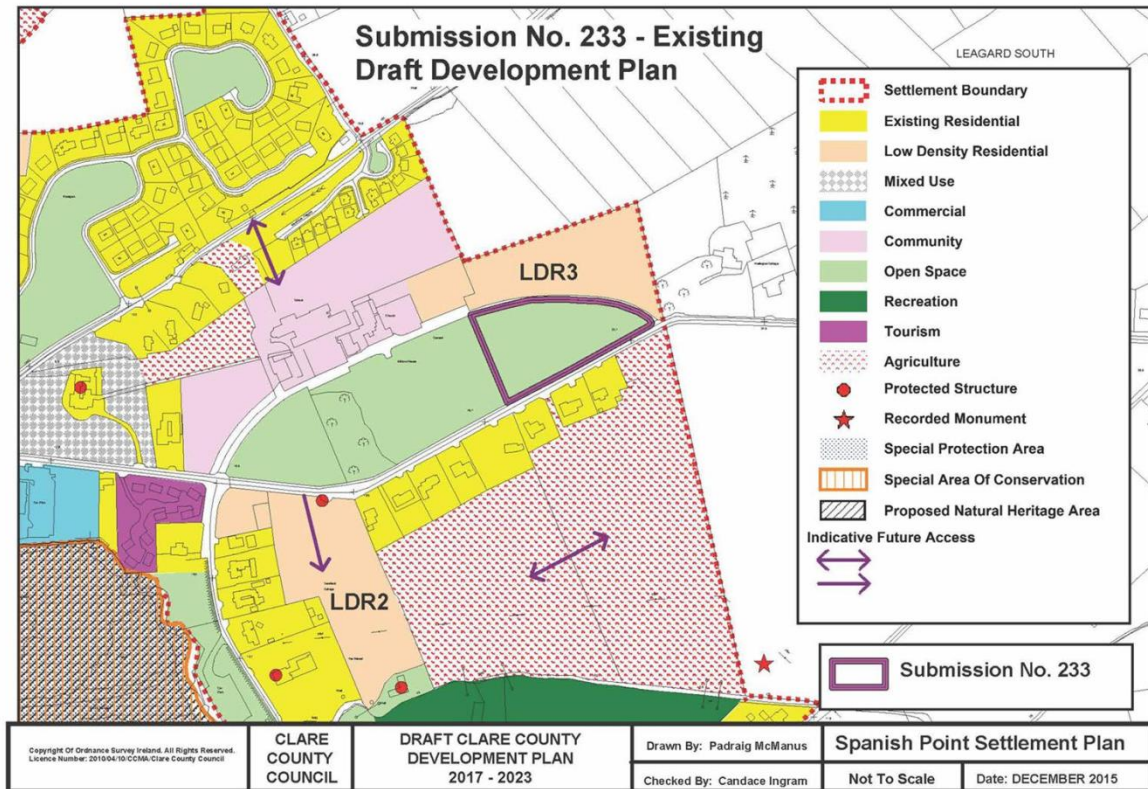 Submission No. 233 - Existing
Draft Development Plan
LEAGARD SOUTH
Settlement Boundary
Existing Residential
Low Density Residential
Mixed Use
Commercial
Community
Open Space
Recreation
Tourism
Agriculture
Protected Structure
Recorded Monument
Special Protection Area
Special Area Of Conservation
Proposed Natural Heritage Area
Indicative Future Access
LDR3
LDR2
Submission No. 233
Copyright Of Ordnance Survey Ireland. All Rights Reserved.
Licence Number: 2010/04/10/CCMA/Clare County Council
CLARE
COUNTY
COUNCIL
DRAFT CLARE COUNTY
DEVELOPMENT PLAN
2017 - 2023
Drawn By: Padraig McManus
Checked By: Candace Ingram
Spanish Point Settlement Plan
Not To Scale
Date: DECEMBER 2015